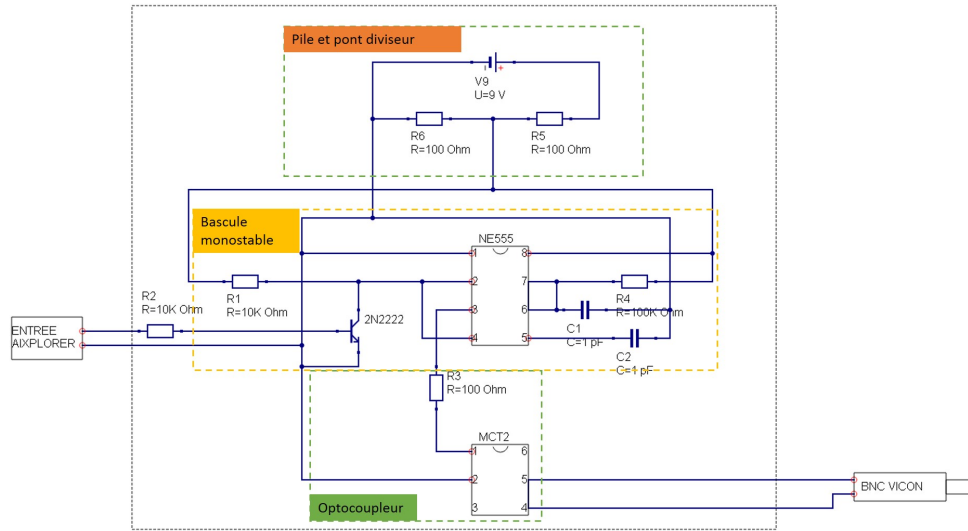 Pile et pont diviseur
V9
U=9 V
R6
R=100 Ohm
R5
R=100 Ohm
Bascule
monostable
NE555
1
2
3
4
8
7
6
5
R1
R=10K Ohm
R2
R=10K Ohm
2N2222
R4
R=100K Ohm
C1
C=1 pF
C2
C=1 pF
ENTREE
AIXPLORER
R3
R=100 Ohm
MCT2
1
2
3
6
5
4
BNC VICON
Optocoupleur